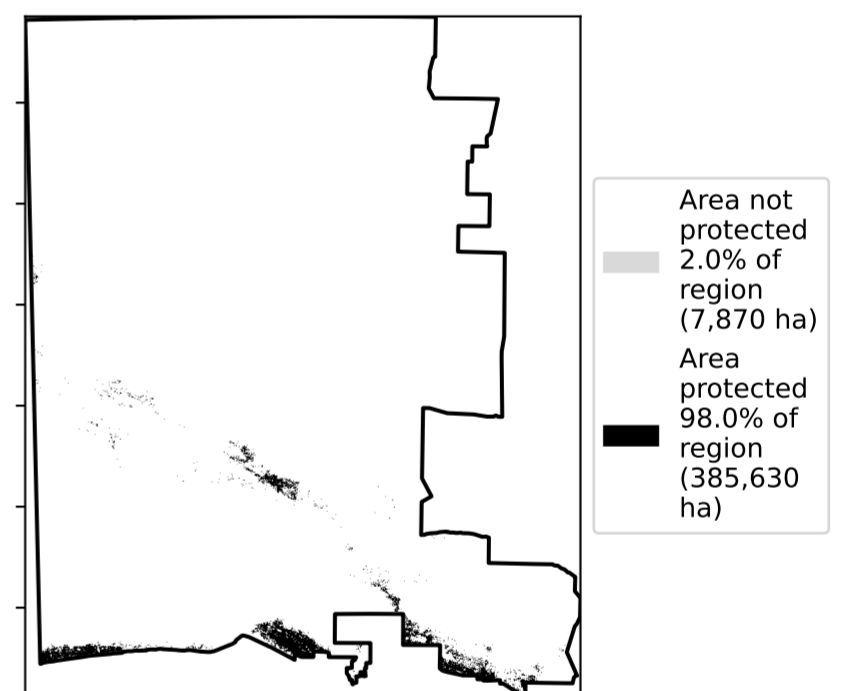 Area not
protected
2.0% of
region
(7,870 ha)
Area
protected
98.0% of
region
(385,630
ha)